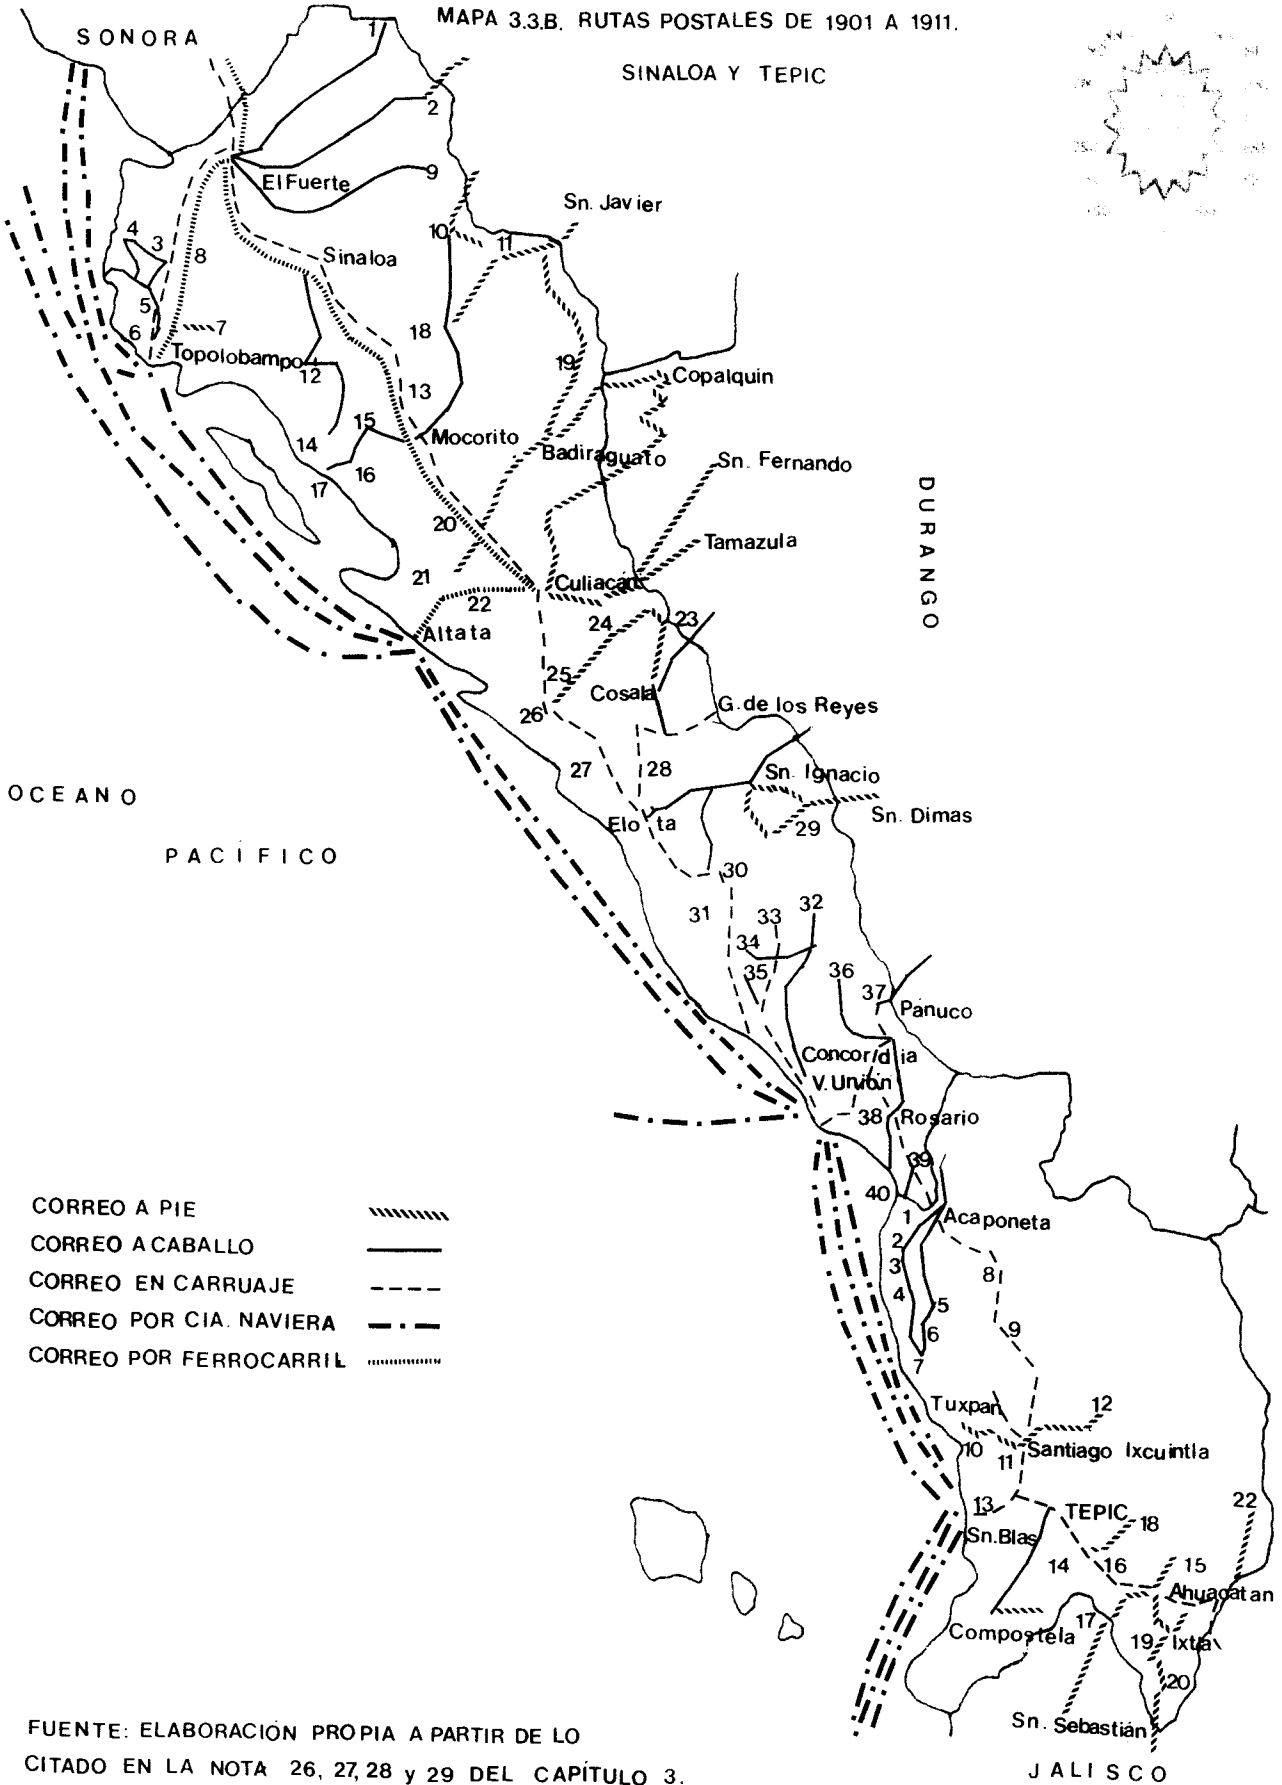 MAPA 3.3.B. RUTAS POSTALES DE 1901 A 1911.
SINALOA Y TEPIC
SONORA
1
2
El Fuerte
9
Sn. Javier
4
3
8
10
11
Sinaloa
5
6
7
18
Topolobampo
12
19
Copalquin
13
15
14
Mocorito
Badiraguato
Sn. Fernando
16
17
DURANGO
20
Tamazula
21
Culiacán
22
24
23
Altata
25
Cosala
26
G. de los Reyes
27
28
Sn. Ignacio
OCEANO
Elota
29
Sn. Dimas
PACÍFICO
30
31
33
32
34
35
36
37
Pánuco
Concordia
V. Unión
38
Rosario
39
40
CORREO A PIE
CORREO A CABALLO
CORREO EN CARRUAJE
CORREO POR CIA. NAVIERA
CORREO POR FERROCARRIL
1
Acaponeta
2
3
8
4
5
6
9
7
Tuxpan
12
10
11
Santiago Ixcuintla
13
TEPIC
18
22
Sn. Blas
14
16
15
Ahuacatan
Compostela
17
19
Ixtla
20
Sn. Sebastián
JALISCO
FUENTE: ELABORACIÓN PROPIA A PARTIR DE LO
CITADO EN LA NOTA 26, 27, 28 y 29 DEL CAPÍTULO 3.